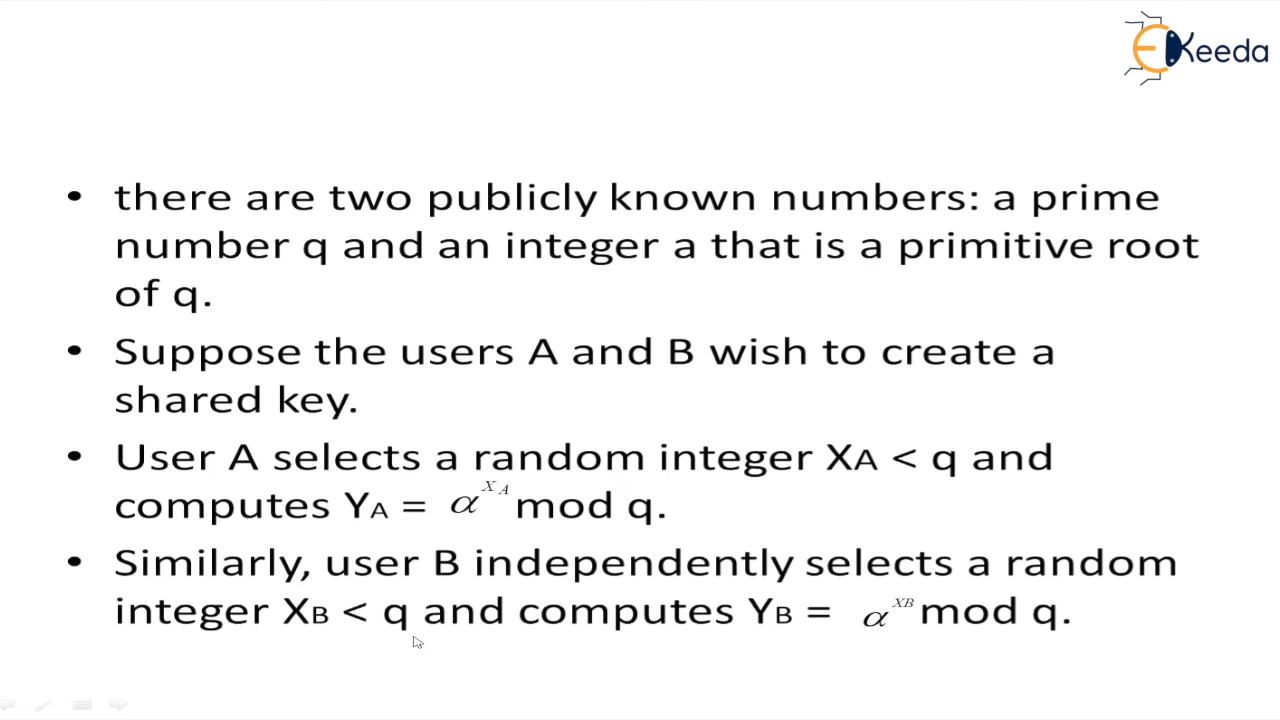 EKeeda
• there are two publicly known numbers: a prime
number q and an integer a that is a primitive root
of q.
• Suppose the users A and B wish to create a
shared key.
• User A selects a random integer XA < q and
computes YA = α^XA mod q.
• Similarly, user B independently selects a random
integer XB < q and computes YB = α^XB mod q.